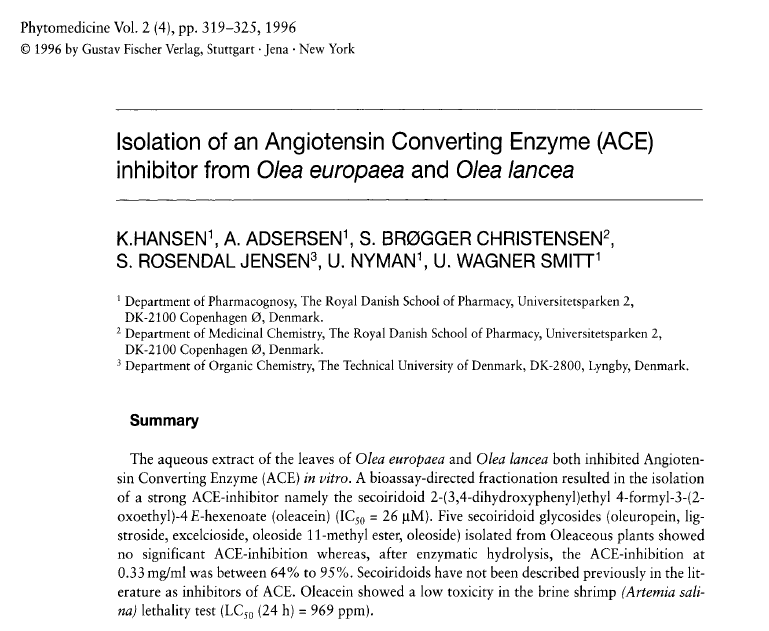 Phytomedicine Vol. 2 (4), pp. 319–325, 1996
© 1996 by Gustav Fischer Verlag, Stuttgart · Jena · New York
Isolation of an Angiotensin Converting Enzyme (ACE)
inhibitor from Olea europaea and Olea lancea
K.HANSEN¹, A. ADSERSEN¹, S. BRØGGER CHRISTENSEN²,
S. ROSENDAL JENSEN³, U. NYMAN¹, U. WAGNER SMITT¹
¹ Department of Pharmacognosy, The Royal Danish School of Pharmacy, Universitetsparken 2,
DK-2100 Copenhagen Ø, Denmark.
² Department of Medicinal Chemistry, The Royal Danish School of Pharmacy, Universitetsparken 2,
DK-2100 Copenhagen Ø, Denmark.
³ Department of Organic Chemistry, The Technical University of Denmark, DK-2800, Lyngby, Denmark.
Summary
The aqueous extract of the leaves of Olea europaea and Olea lancea both inhibited Angioten-
sin Converting Enzyme (ACE) in vitro. A bioassay-directed fractionation resulted in the isolation
of a strong ACE-inhibitor namely the secoiridoid 2-(3,4-dihydroxyphenyl)ethyl 4-formyl-3-(2-
oxoethyl)-4 E-hexenoate (oleacein) (IC₅₀ = 26 µM). Five secoiridoid glycosides (oleuropein, lig-
stroside, excelcioside, oleoside 11-methyl ester, oleoside) isolated from Oleaceous plants showed
no significant ACE-inhibition whereas, after enzymatic hydrolysis, the ACE-inhibition at
0.33 mg/ml was between 64% to 95%. Secoiridoids have not been described previously in the lit-
erature as inhibitors of ACE. Oleacein showed a low toxicity in the brine shrimp (Artemia sali-
na) lethality test (LC₅₀ (24 h) = 969 ppm).